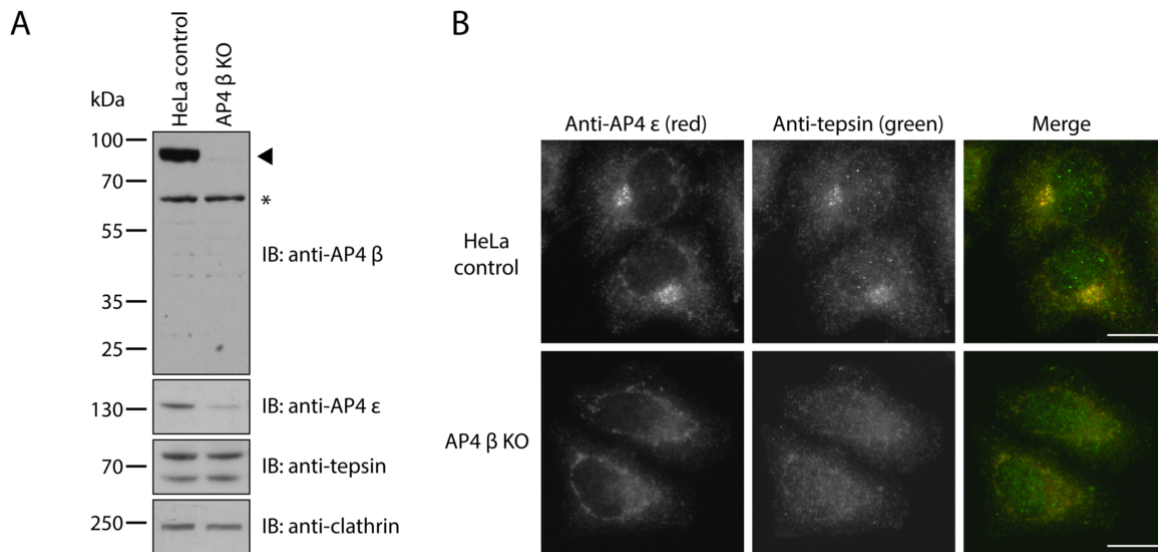 A
HeLa control
AP4 β KO
kDa
100
70
55
35
25
*
IB: anti-AP4 β
130
IB: anti-AP4 ε
70
IB: anti-tepsin
250
IB: anti-clathrin
B
Anti-AP4 ε (red)
Anti-tepsin (green)
Merge
HeLa
control
AP4 β KO